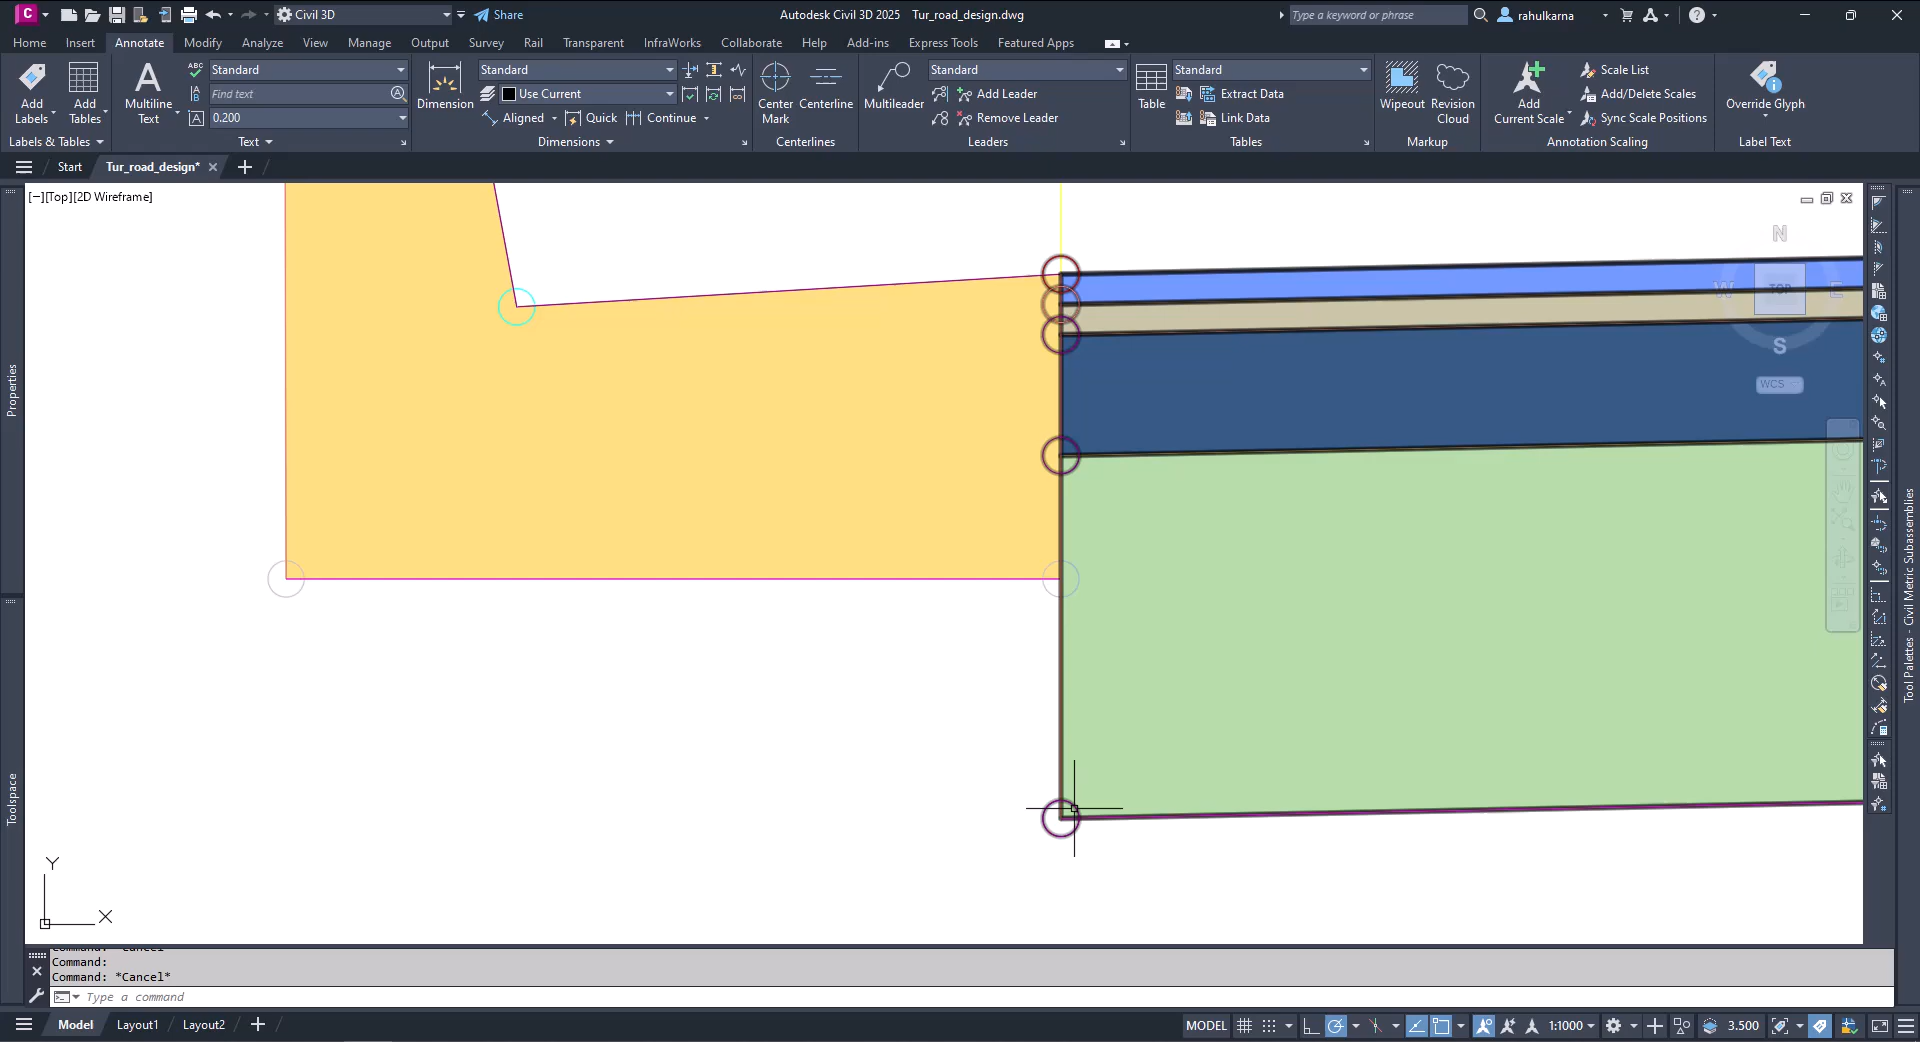 C Civil 3D Share Autodesk Civil 3D 2025 Tur_road_design.dwg Type a keyword or phrase rahulkarna
Home Insert Annotate Modify Analyze View Manage Output Survey Rail Transparent InfraWorks Collaborate Help Add-ins Express Tools Featured Apps
Add Labels
Add Tables
Labels & Tables
Multiline Text
ABC
Standard
Find text
0.200
Text
Dimension
Standard
Use Current
Aligned Quick Continue
Dimensions
Center Mark
Centerline
Centerlines
Multileader
Standard
Add Leader
Remove Leader
Leaders
Table
Standard
Extract Data
Link Data
Tables
Wipeout
Revision Cloud
Markup
Add Current Scale
Scale List
Add/Delete Scales
Sync Scale Positions
Annotation Scaling
Override Glyph
Label Text
Start Tur_road_design*
[−][Top][2D Wireframe]
N
W TOP E
S
WCS
Properties
Toolspace
Tool Palettes - Civil Metric Subassemblies
Y
X
Command: *Cancel*
Command:
Command: *Cancel*
Type a command
Model Layout1 Layout2
MODEL 1:1000 3.500